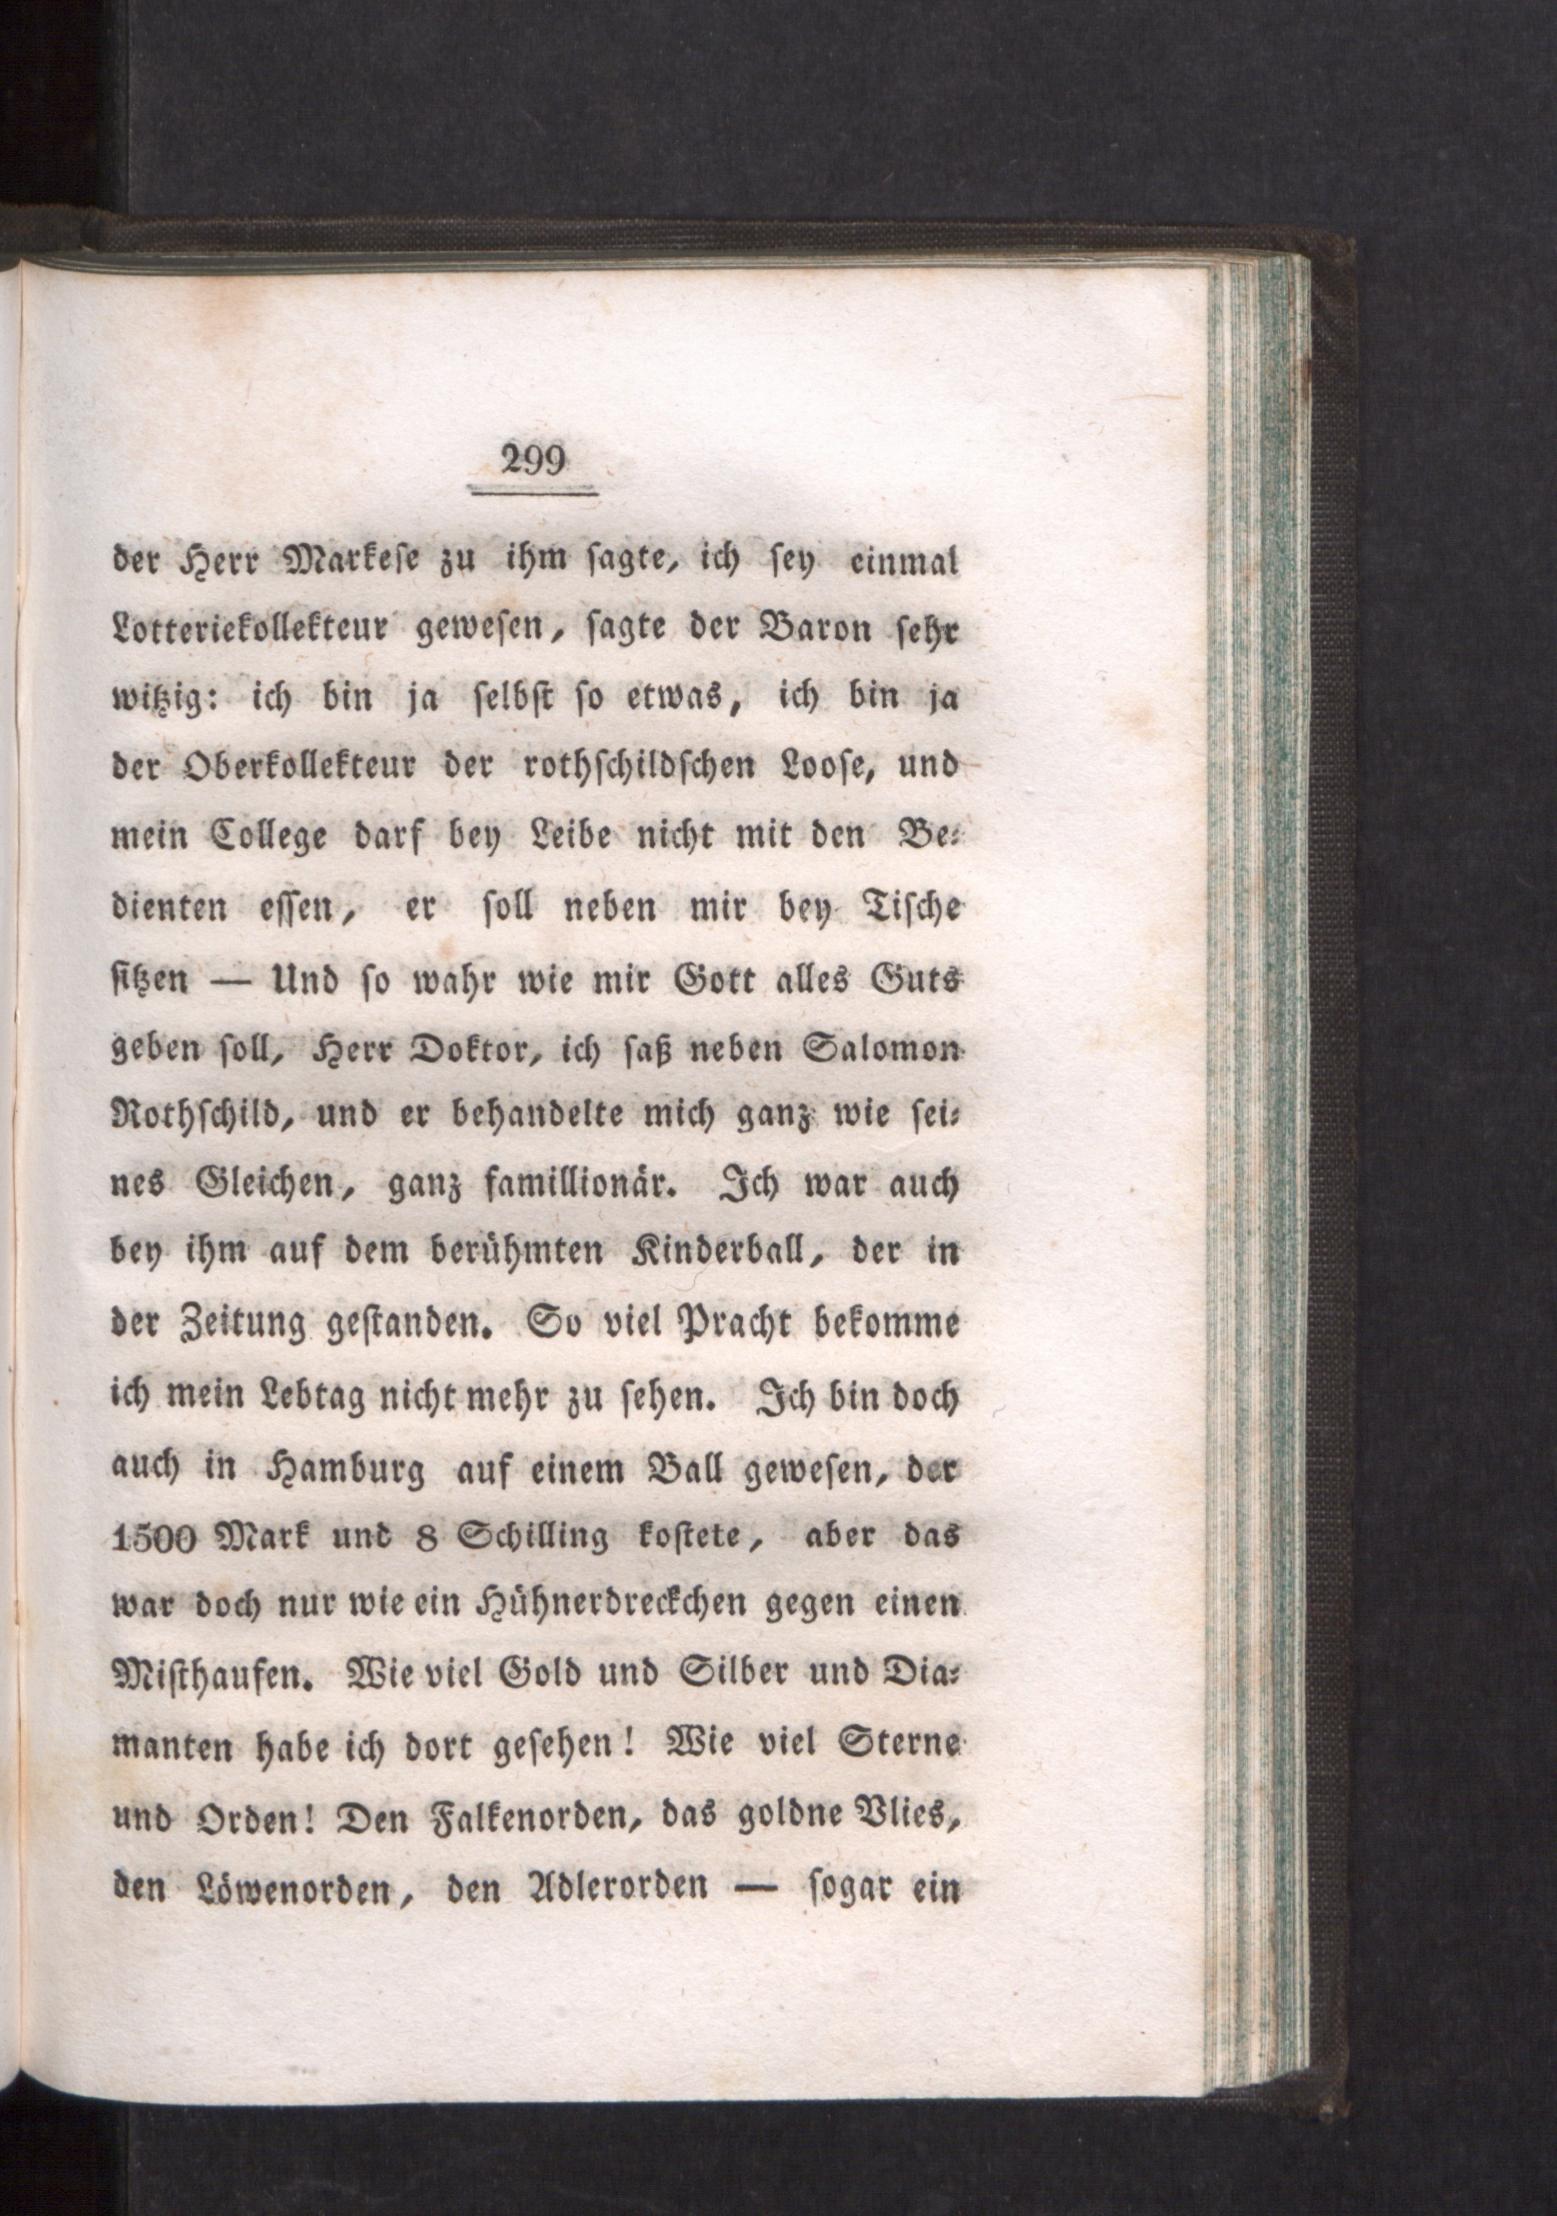 299
der Herr Markeſe zu ihm ſagte, ich ſey einmal
Lotteriekollekteur geweſen, ſagte der Baron ſehr
witzig: ich bin ja ſelbſt ſo etwas, ich bin ja
der Oberkollekteur der rothſchildſchen Looſe, und
mein College darf bey Leibe nicht mit den Be⸗
dienten eſſen, er ſoll neben mir bey Tiſche
ſitzen — Und ſo wahr wie mir Gott alles Guts
geben ſoll, Herr Doktor, ich ſaß neben Salomon
Rothſchild, und er behandelte mich ganz wie ſei⸗
nes Gleichen, ganz famillionär. Ich war auch
bey ihm auf dem berühmten Kinderball, der in
der Zeitung geſtanden. So viel Pracht bekomme
ich mein Lebtag nicht mehr zu ſehen. Ich bin doch
auch in Hamburg auf einem Ball geweſen, der
1500 Mark und 8 Schilling koſtete, aber das
war doch nur wie ein Hühnerdreckchen gegen einen
Miſthaufen. Wie viel Gold und Silber und Dia⸗
manten habe ich dort geſehen! Wie viel Sterne
und Orden! Den Falkenorden, das goldne Vlies,
den Löwenorden, den Adlerorden — ſogar ein